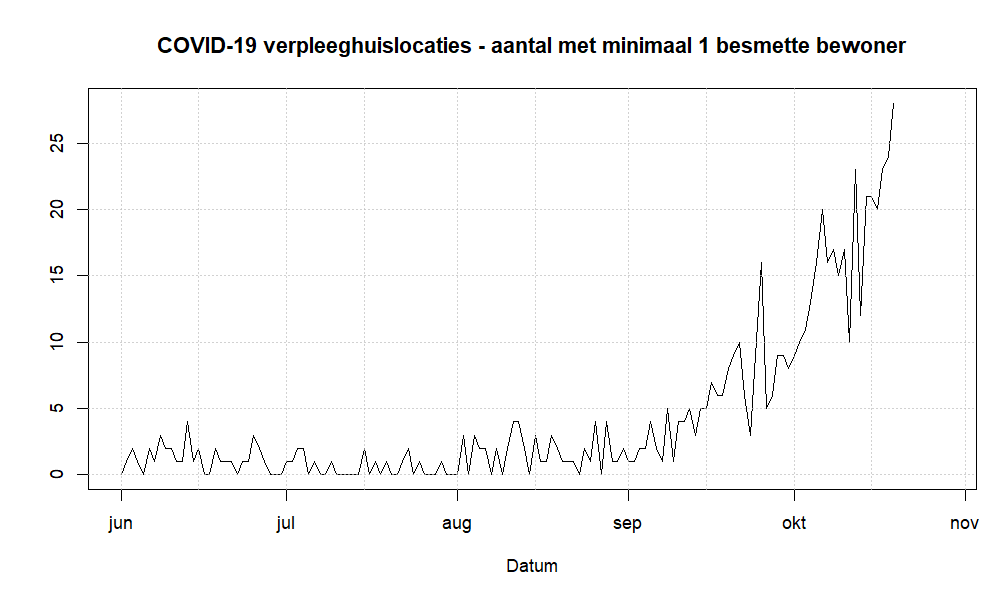 COVID-19 verpleeghuislocaties - aantal met minimaal 1 besmette bewoner
25
20
15
10
5
0
jun jul aug sep okt nov
Datum